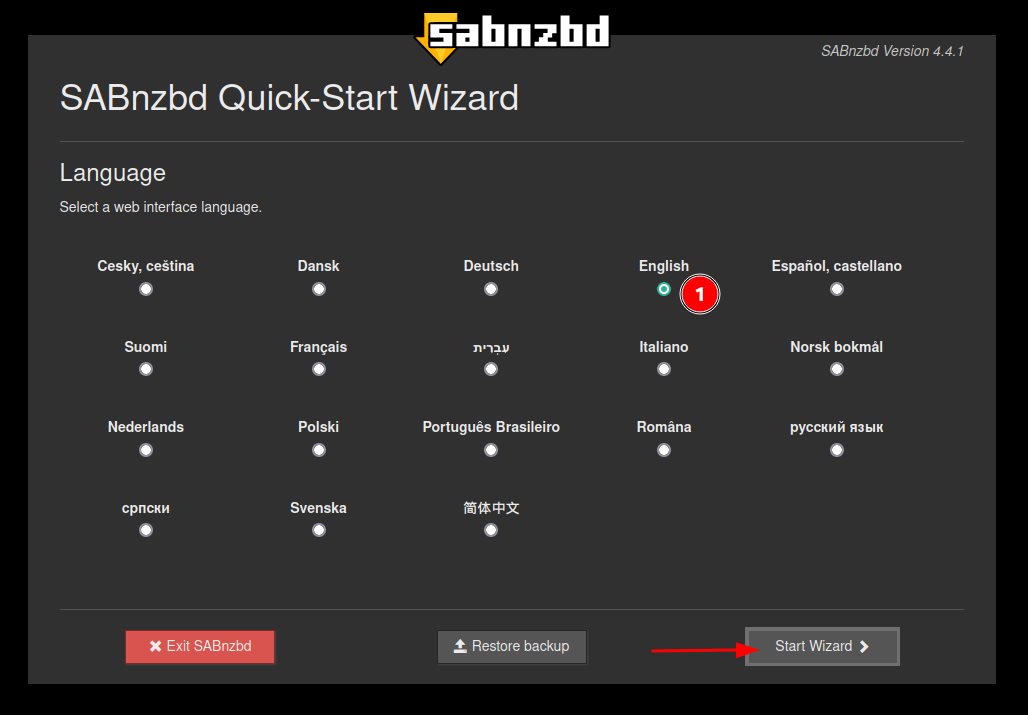 sabnzbd
SABnzbd Version 4.4.1
SABnzbd Quick-Start Wizard
Language
Select a web interface language.
Cesky, ceština Dansk Deutsch English Español, castellano
1
Suomi Français עִבְרִית Italiano Norsk bokmål
Nederlands Polski Português Brasileiro Româna русский язык
српски Svenska 简体中文
Exit SABnzbd Restore backup Start Wizard